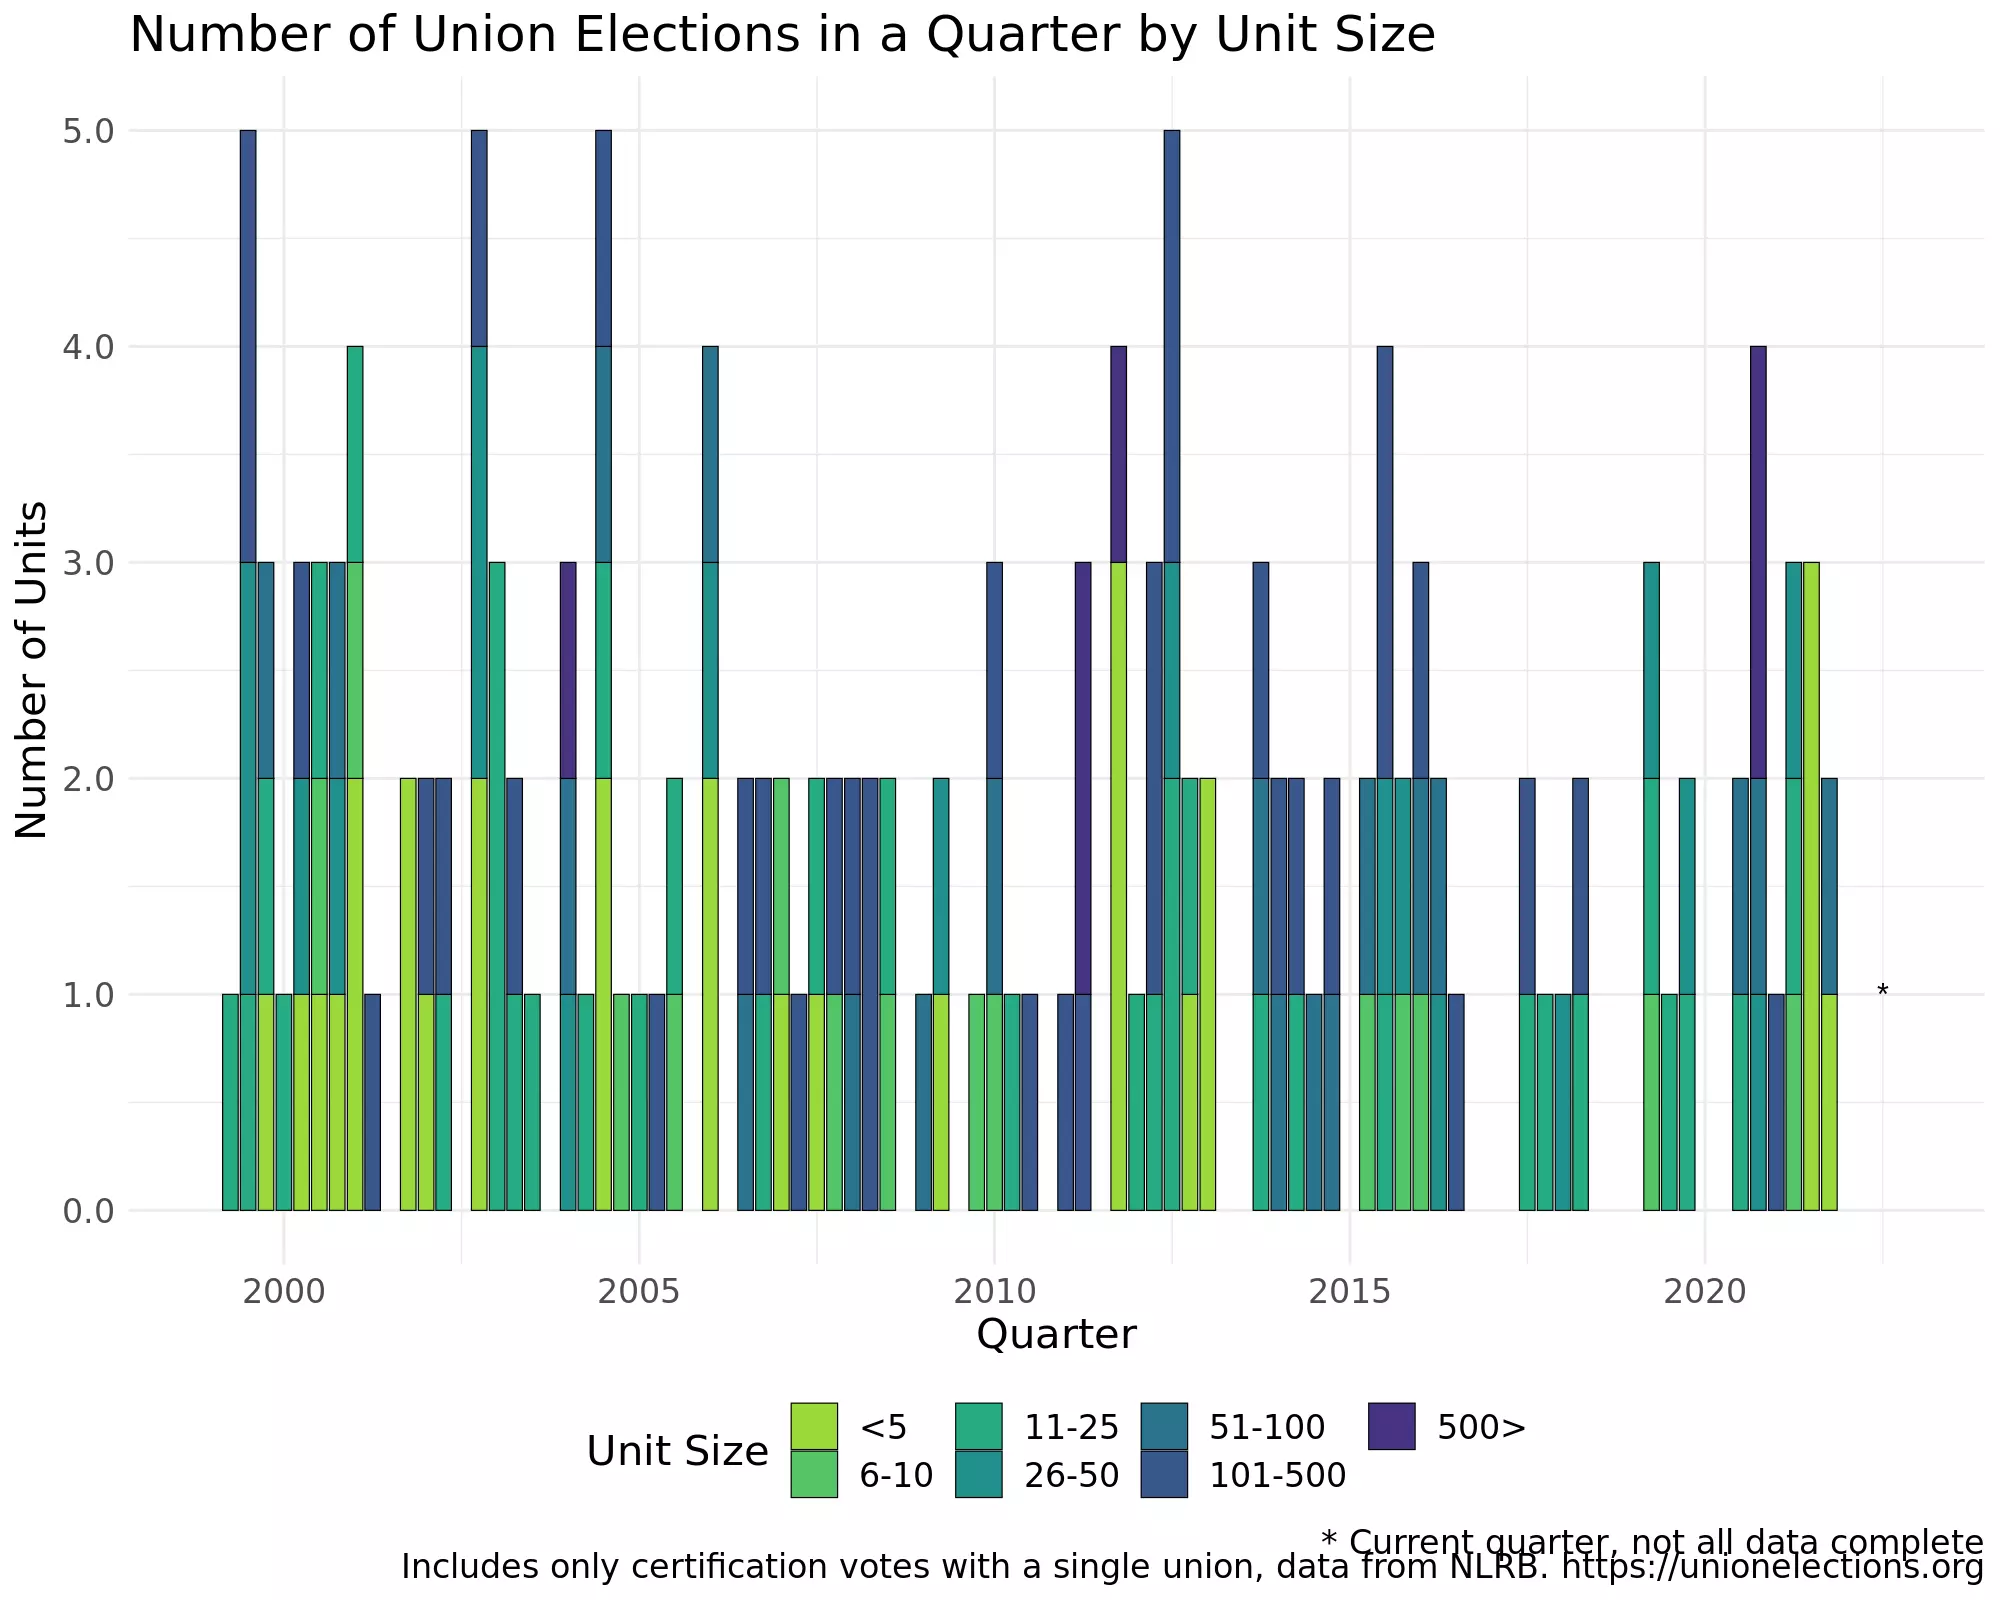 Number of Union Elections in a Quarter by Unit Size
5.0
4.0
3.0
2.0
1.0
0.0
Number of Units
*
2000 2005 2010 2015 2020
Quarter
Unit Size
<5 11-25 51-100 500>
6-10 26-50 101-500
* Current quarter, not all data complete
Includes only certification votes with a single union, data from NLRB. https://unionelections.org